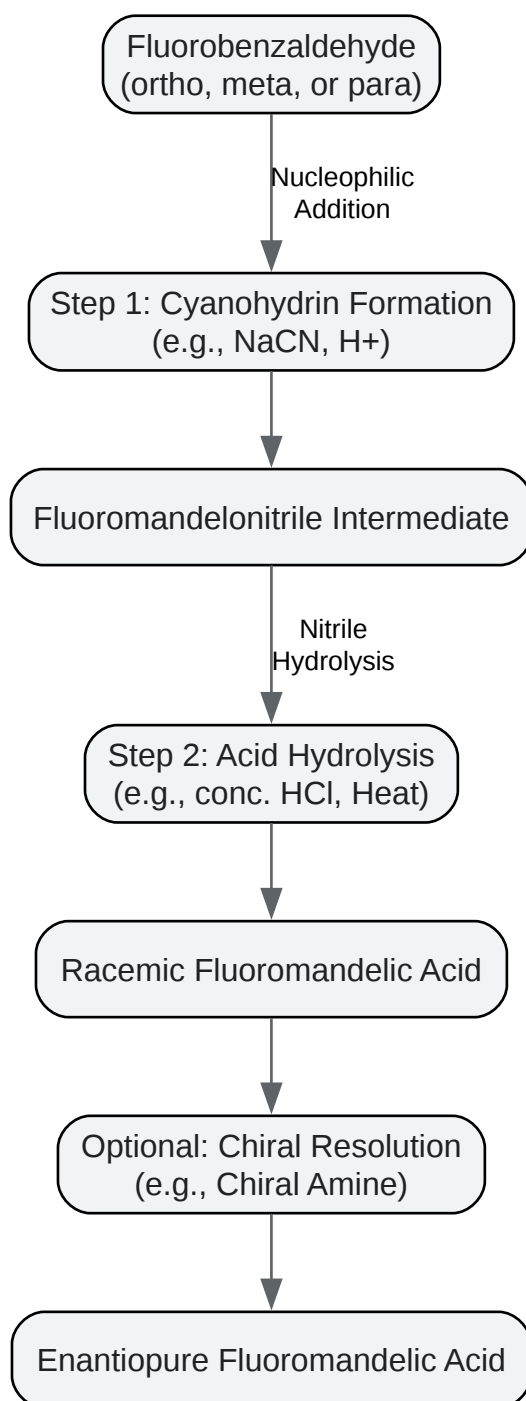 Fluorobenzaldehyde
(ortho, meta, or para)
Nucleophilic
Addition
Step 1: Cyanohydrin Formation
(e.g., NaCN, H+)
Fluoromandelonitrile Intermediate
Nitrile
Hydrolysis
Step 2: Acid Hydrolysis
(e.g., conc. HCl, Heat)
Racemic Fluoromandelic Acid
Optional: Chiral Resolution
(e.g., Chiral Amine)
Enantiopure Fluoromandelic Acid